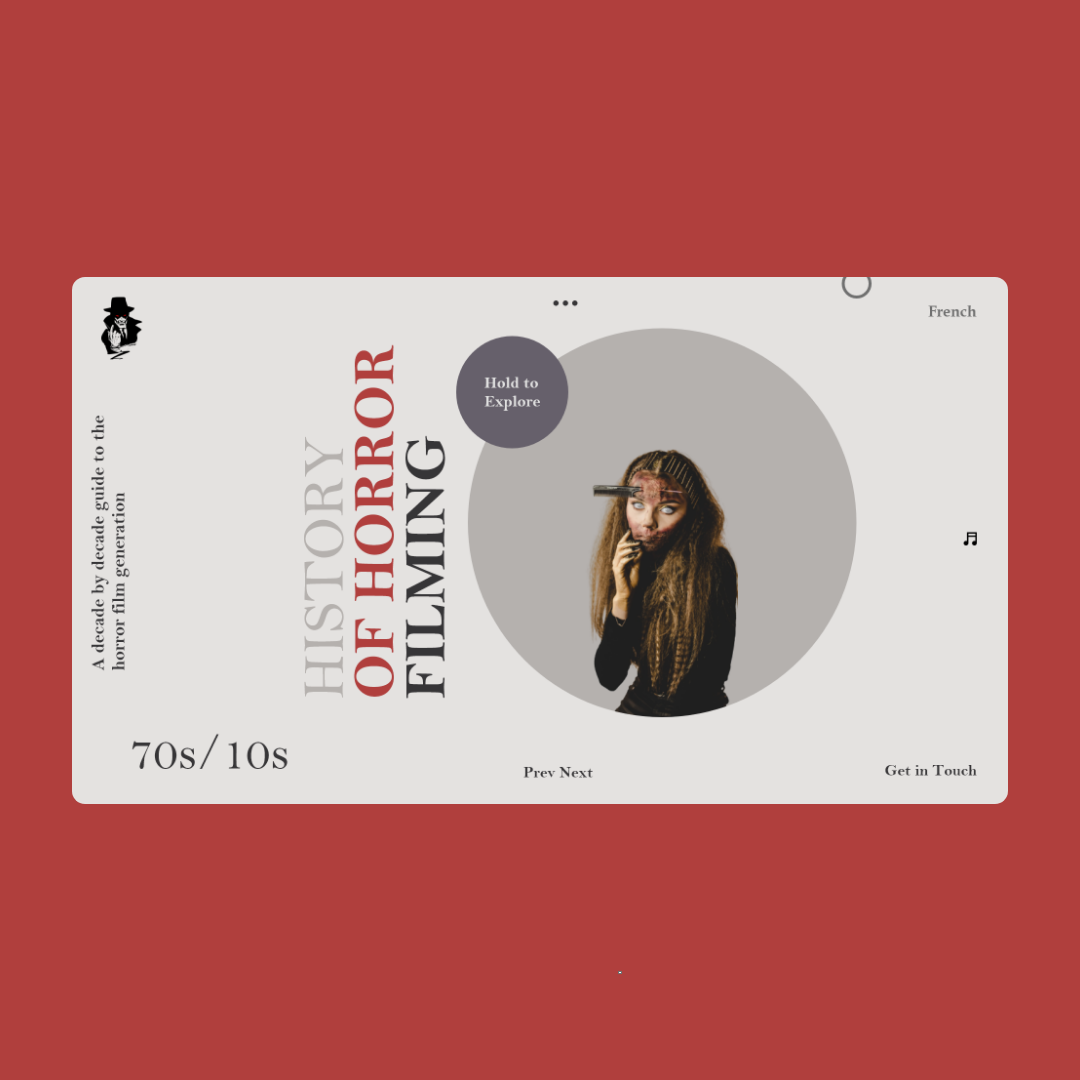 French
Hold to
Explore
A decade by decade guide to the
horror film generation
HISTORY
OF HORROR
FILMING
70s/10s
Prev Next
Get in Touch